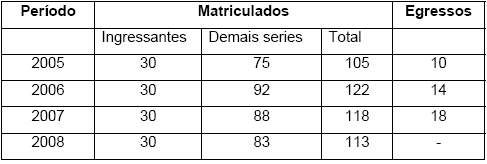 Período Matriculados Egressos
Ingressantes Demais series Total
2005 30 75 105 10
2006 30 92 122 14
2007 30 88 118 18
2008 30 83 113 -